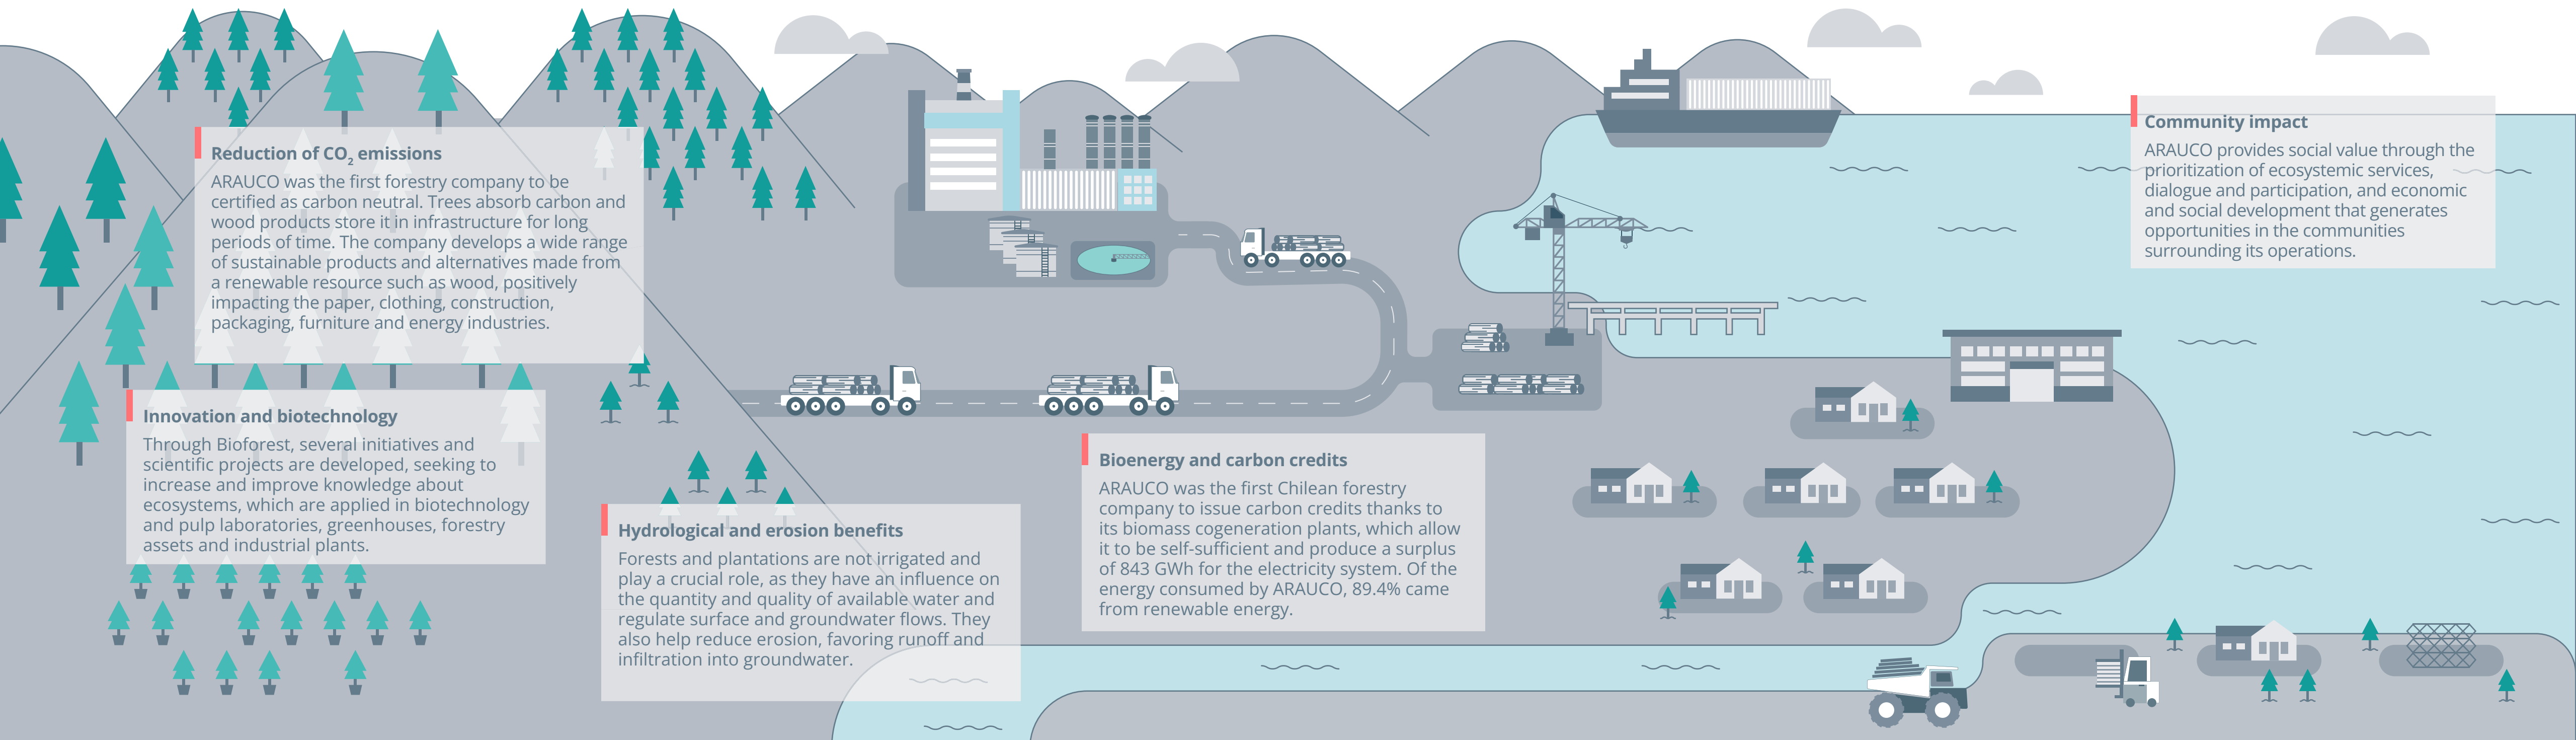 Reduction of CO2 emissions
ARAUCO was the first forestry company to be
certified as carbon neutral. Trees absorb carbon and
wood products store it in infrastructure for long
periods of time. The company develops a wide range
of sustainable products and alternatives made from
a renewable resource such as wood, positively
impacting the paper, clothing, construction,
packaging, furniture and energy industries.
Innovation and biotechnology
Through Bioforest, several initiatives and
scientific projects are developed, seeking to
increase and improve knowledge about
ecosystems, which are applied in biotechnology
and pulp laboratories, greenhouses, forestry
assets and industrial plants.
Hydrological and erosion benefits
Forests and plantations are not irrigated and
play a crucial role, as they have an influence on
the quantity and quality of available water and
regulate surface and groundwater flows. They
also help reduce erosion, favoring runoff and
infiltration into groundwater.
Bioenergy and carbon credits
ARAUCO was the first Chilean forestry
company to issue carbon credits thanks to
its biomass cogeneration plants, which allow
it to be self-sufficient and produce a surplus
of 843 GWh for the electricity system. Of the
energy consumed by ARAUCO, 89.4% came
from renewable energy.
Community impact
ARAUCO provides social value through the
prioritization of ecosystemic services,
dialogue and participation, and economic
and social development that generates
opportunities in the communities
surrounding its operations.